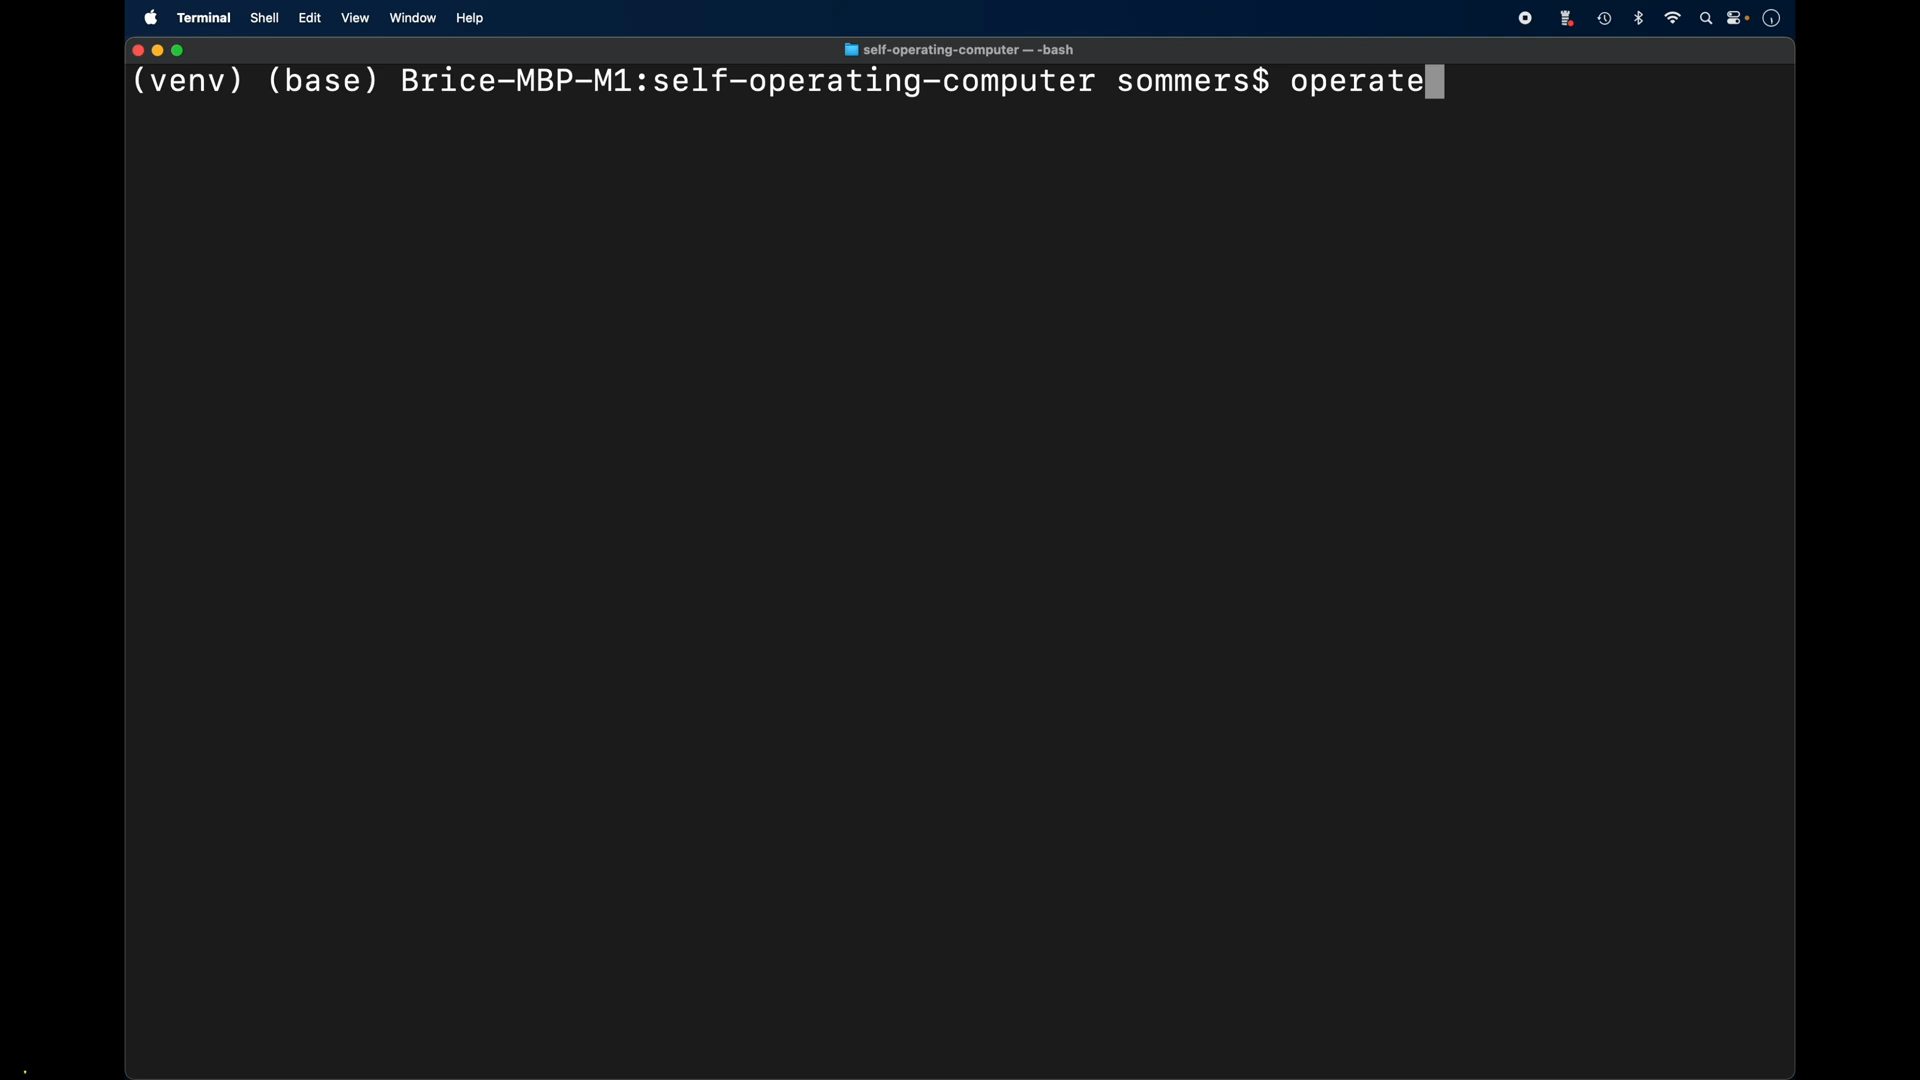 Terminal Shell Edit View Window Help
self-operating-computer — -bash
(venv) (base) Brice-MBP-M1:self-operating-computer sommers$ operate